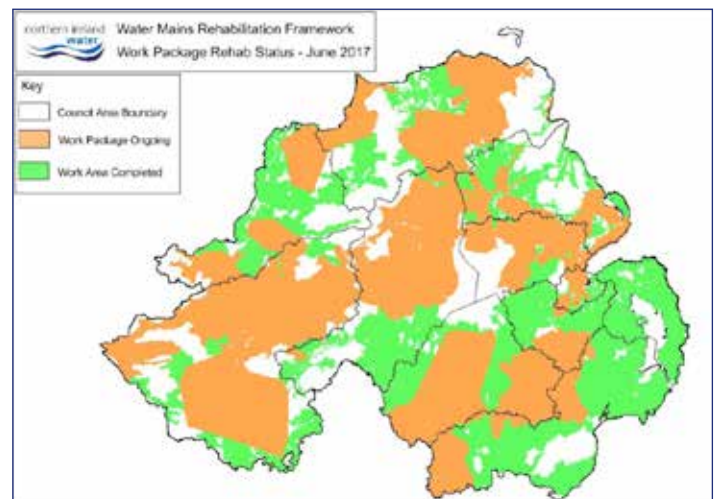 northern ireland
water
Water Mains Rehabilitation Framework
Work Package Rehab Status - June 2017
Key
Council Area Boundary
Work Package Ongoing
Work Area Completed